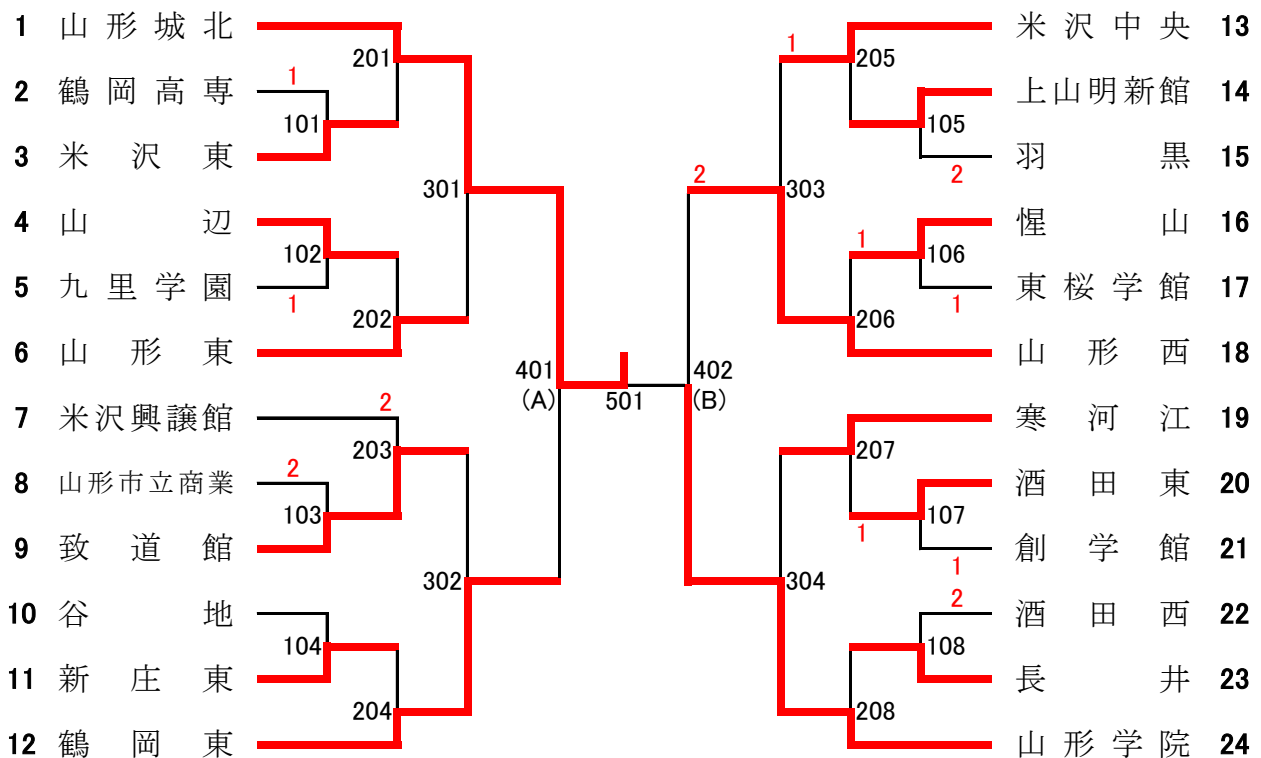 1 山形城北
201
1
2 鶴岡高専
101
3 米沢東
301
4 山辺
102
5 九里学園
1
202
6 山形東
401
(A)
501
2
7 米沢興譲館
203
2
8 山形市立商業
103
9 致道館
302
10 谷地
104
11 新庄東
204
12 鶴岡東
米沢中央 13
1
205
上山明新館 14
105
羽黒 15
2
2
303
惺山 16
1
106
東桜学館 17
1
206
山形西 18
402
(B)
寒河江 19
207
酒田東 20
107
1
創学館 21
1
304
2
酒田西 22
108
長井 23
208
山形学院 24